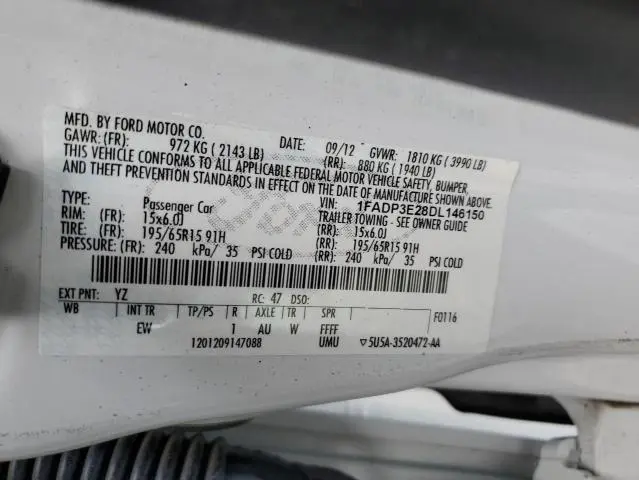 MFD. BY FORD MOTOR CO.
DATE: 09/12 GVWR: 1810 KG ( 3990 LB)
GAWR: (FR): 972 KG ( 2143 LB) (RR): 880 KG ( 1940 LB)
THIS VEHICLE CONFORMS TO ALL APPLICABLE FEDERAL MOTOR VEHICLE SAFETY, BUMPER,
AND THEFT PREVENTION STANDARDS IN EFFECT ON THE DATE OF MANUFACTURE SHOWN ABOVE.
VIN: 1FADP3E28DL146150
TYPE: Passenger Car TRAILER TOWING - SEE OWNER GUIDE
RIM: (FR): 15x6.0J (RR): 15x6.0J
TIRE: (FR): 195/65R15 91H (RR): 195/65R15 91H
PRESSURE: (FR): 240 kPa/ 35 PSI COLD (RR): 240 kPa/ 35 PSI COLD
EXT PNT: YZ RC: 47 DSO:
WB INT TR TP/PS R AXLE TR SPR F0116
EW 1 AU W FFFF
1201209147088 UMU ▽5U5A-3520472-AA